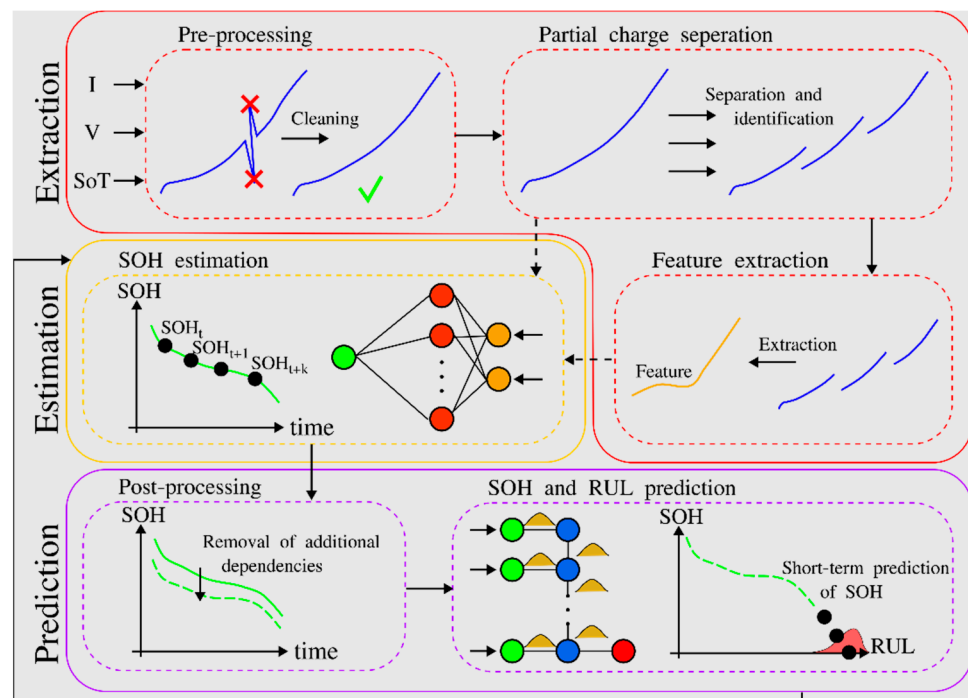 Extraction
Pre-processing
I
V
SoT
Cleaning
Partial charge seperation
Separation and
identification
Feature extraction
Feature
Extraction
Estimation
SOH estimation
SOH
SOHt
SOHt+1
SOHt+k
time
Prediction
Post-processing
SOH
Removal of additional
dependencies
time
SOH and RUL prediction
SOH
Short-term prediction
of SOH
RUL